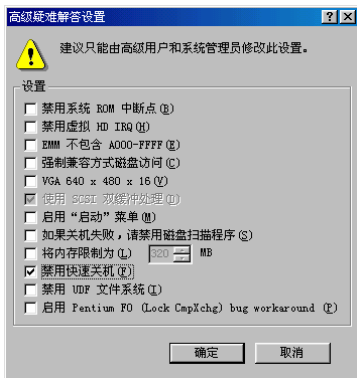 高级疑难解答设置
建议只能由高级用户和系统管理员修改此设置。
设置
禁用系统 ROM 中断点(B)
禁用虚拟 HD IRQ(H)
EMM 不包含 A000-FFFF(E)
强制兼容方式磁盘访问(C)
VGA 640 x 480 x 16(V)
使用 SCSI 双缓冲处理(D)
启用“启动”菜单(M)
如果关机失败，请禁用磁盘扫描程序(S)
将内存限制为(L) 320 MB
禁用快速关机(F)
禁用 UDF 文件系统(I)
启用 Pentium F0 (Lock CmpXchg) bug workaround (P)
确定 取消